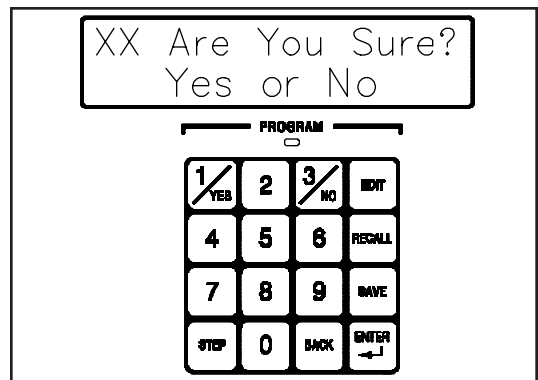 XX Are You Sure?
Yes or No
PROGRAM
1/YES 2 3/NO EDIT
4 5 6 RECALL
7 8 9 SAVE
STEP 0 BACK ENTER